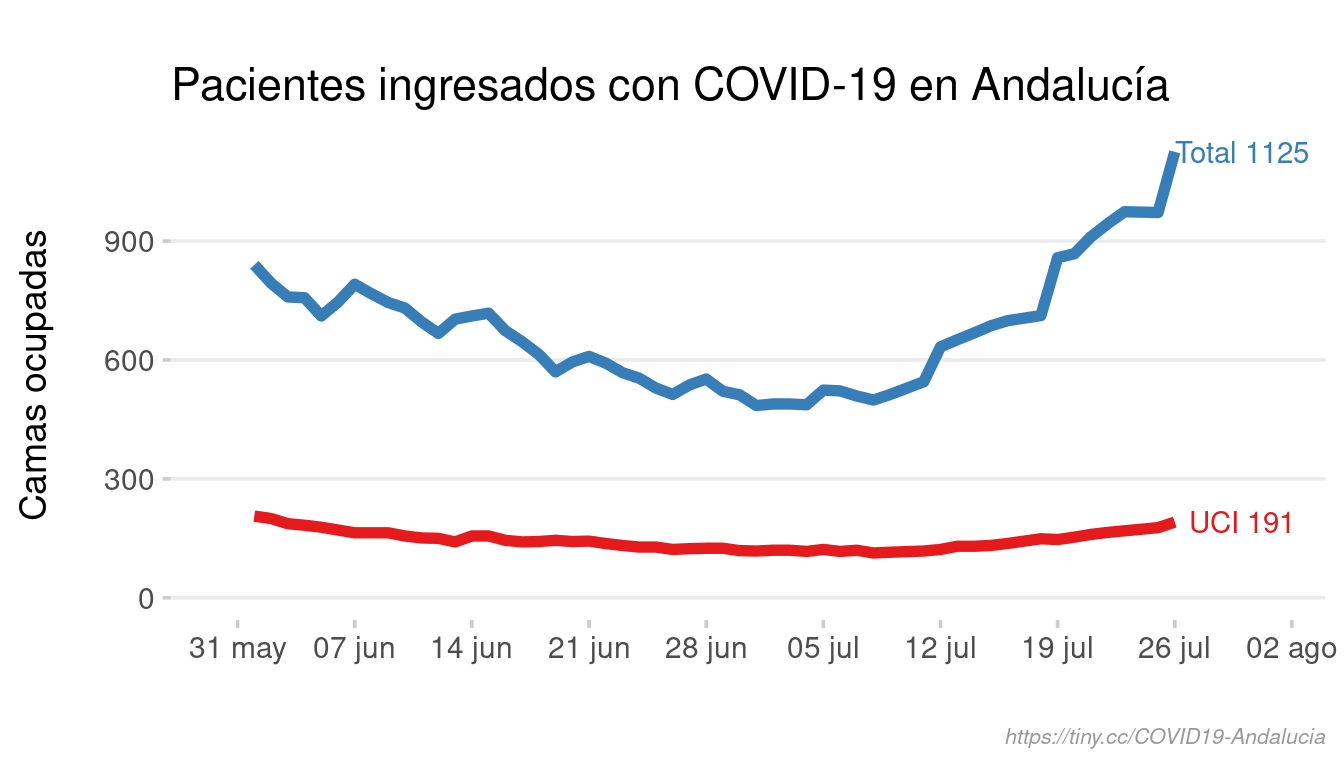 Pacientes ingresados con COVID-19 en Andalucía
Total 1125
Camas ocupadas
900
600
300
UCI 191
0
31 may 07 jun 14 jun 21 jun 28 jun 05 jul 12 jul 19 jul 26 jul 02 ago
https://tiny.cc/COVID19-Andalucia